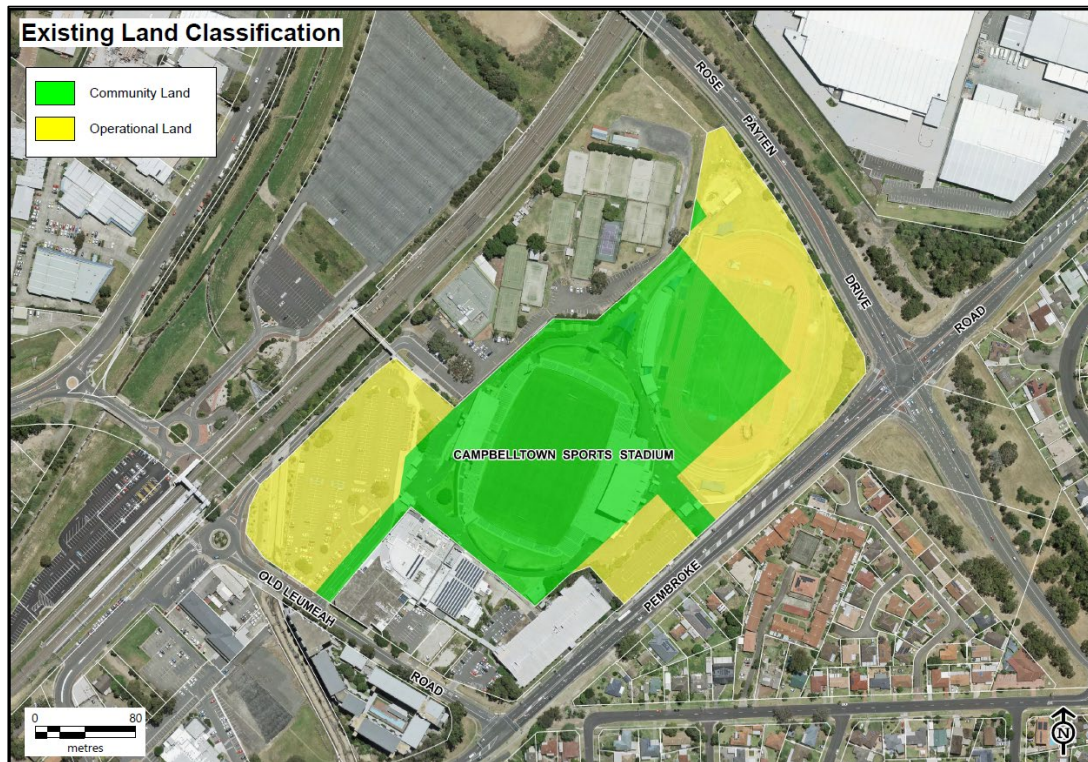 Existing Land Classification
Community Land
Operational Land
ROSE
PAYTEN
DRIVE
ROAD
CAMPBELLTOWN SPORTS STADIUM
PEMBROKE
OLD LEUMEAH
ROAD
0 80
metres
N